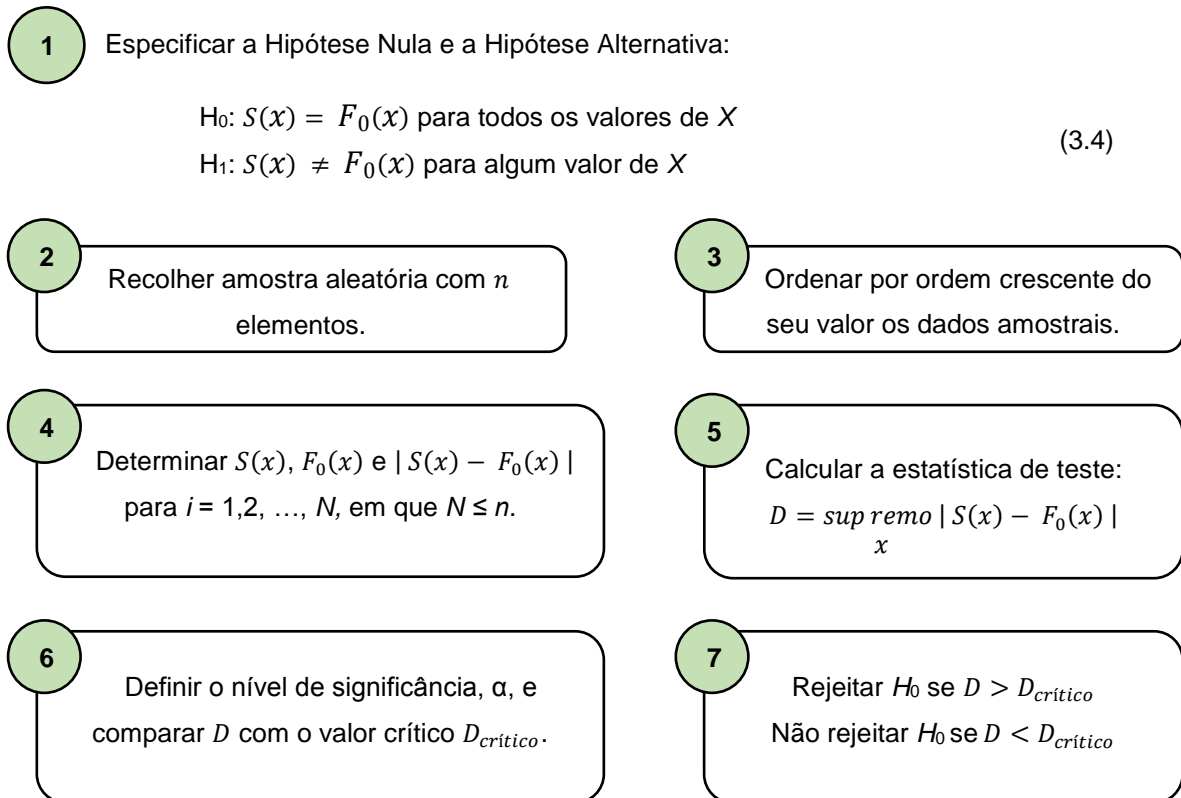 1
Especificar a Hipótese Nula e a Hipótese Alternativa:
H₀: S(x) = F₀(x) para todos os valores de X
H₁: S(x) ≠ F₀(x) para algum valor de X
(3.4)
2
Recolher amostra aleatória com n
elementos.
3
Ordenar por ordem crescente do
seu valor os dados amostrais.
4
Determinar S(x), F₀(x) e | S(x) − F₀(x) |
para i = 1,2, …, N, em que N ≤ n.
5
Calcular a estatística de teste:
D = sup remo | S(x) − F₀(x) |
x
6
Definir o nível de significância, α, e
comparar D com o valor crítico D_crítico.
7
Rejeitar H₀ se D > D_crítico
Não rejeitar H₀ se D < D_crítico